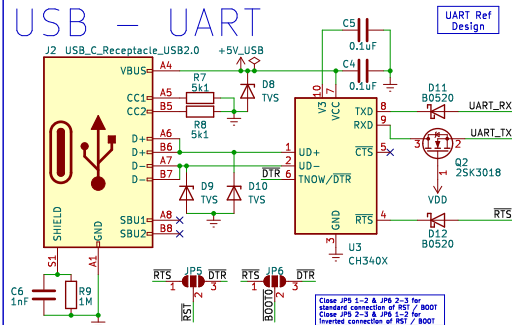 USB - UART
UART Ref
Design
J2 USB_C_Receptacle_USB2.0
+5V_USB
C5
0.1uF
C4
0.1uF
VBUS A4
R7
5k1
D8
TVS
CC1 A5
CC2 B5
R8
5k1
10 7
V3 VCC
D11
B0520
TXD 8
UART_RX
RXD 9
UART_TX
D+ A6
D+ B6
D- A7
D- B7
1 UD+
2 UD-
DTR 6 TNOW/DTR
CTS 5
3 2
1
Q2
2SK3018
VDD
D9
TVS
D10
TVS
SBU1 A8
SBU2 B8
SHIELD
GND
GND
3
RTS 4
RTS
D12
B0520
U3
CH340X
S1 A1
C6
1nF
R9
1M
RTS JP5 DTR
1 3
2
RST
RTS JP6 DTR
1 3
2
BOOT0
Close JP5 1-2 & JP6 2-3 for
standard connection of RST / BOOT
Close JP5 2-3 & JP6 1-2 for
Inverted connection of RST / BOOT